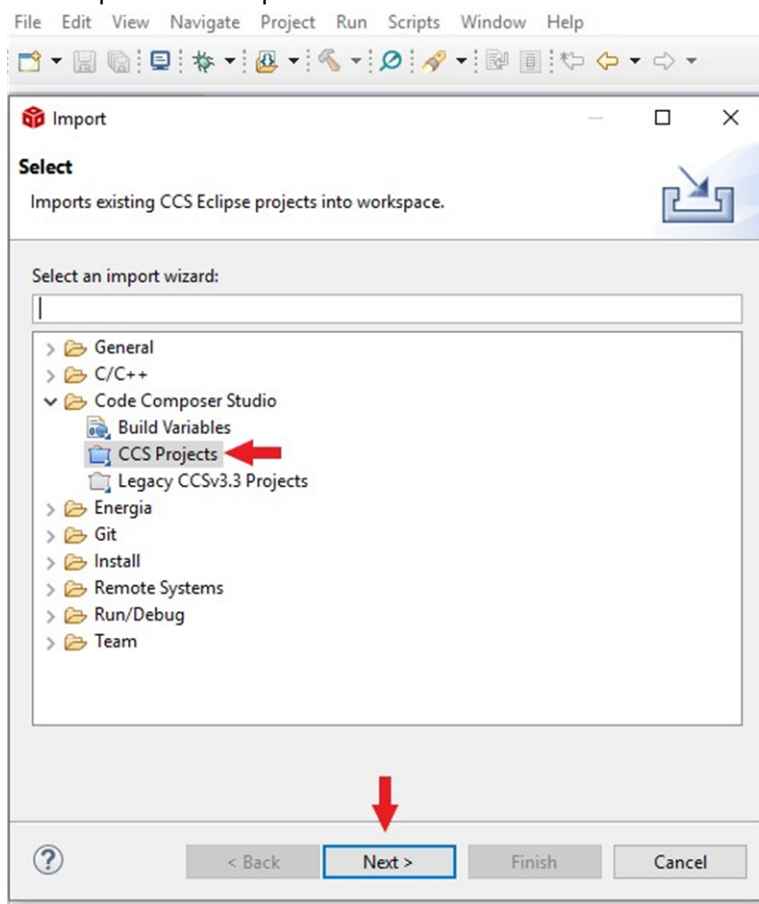 File Edit View Navigate Project Run Scripts Window Help
Import
Select
Imports existing CCS Eclipse projects into workspace.
Select an import wizard:
General
C/C++
Code Composer Studio
Build Variables
CCS Projects
Legacy CCSv3.3 Projects
Energia
Git
Install
Remote Systems
Run/Debug
Team
< Back Next > Finish Cancel